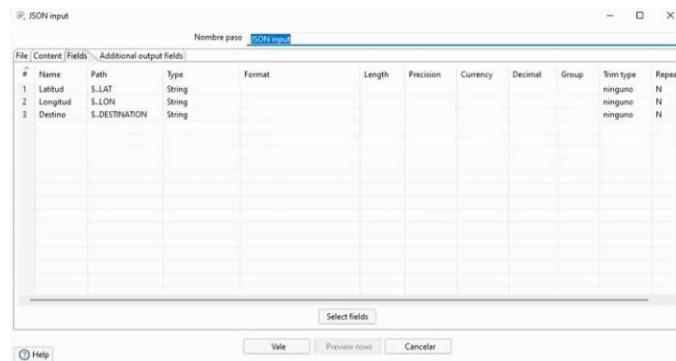 JSON input
Nombre paso JSON input
File Content Fields Additional output fields
# Name Path Type Format Length Precision Currency Decimal Group Trim type Repea
1 Latitud $..LAT String ninguno N
2 Longitud $..LON String ninguno N
3 Destino $..DESTINATION String ninguno N
Select fields
Vale Preview rows Cancelar
Help